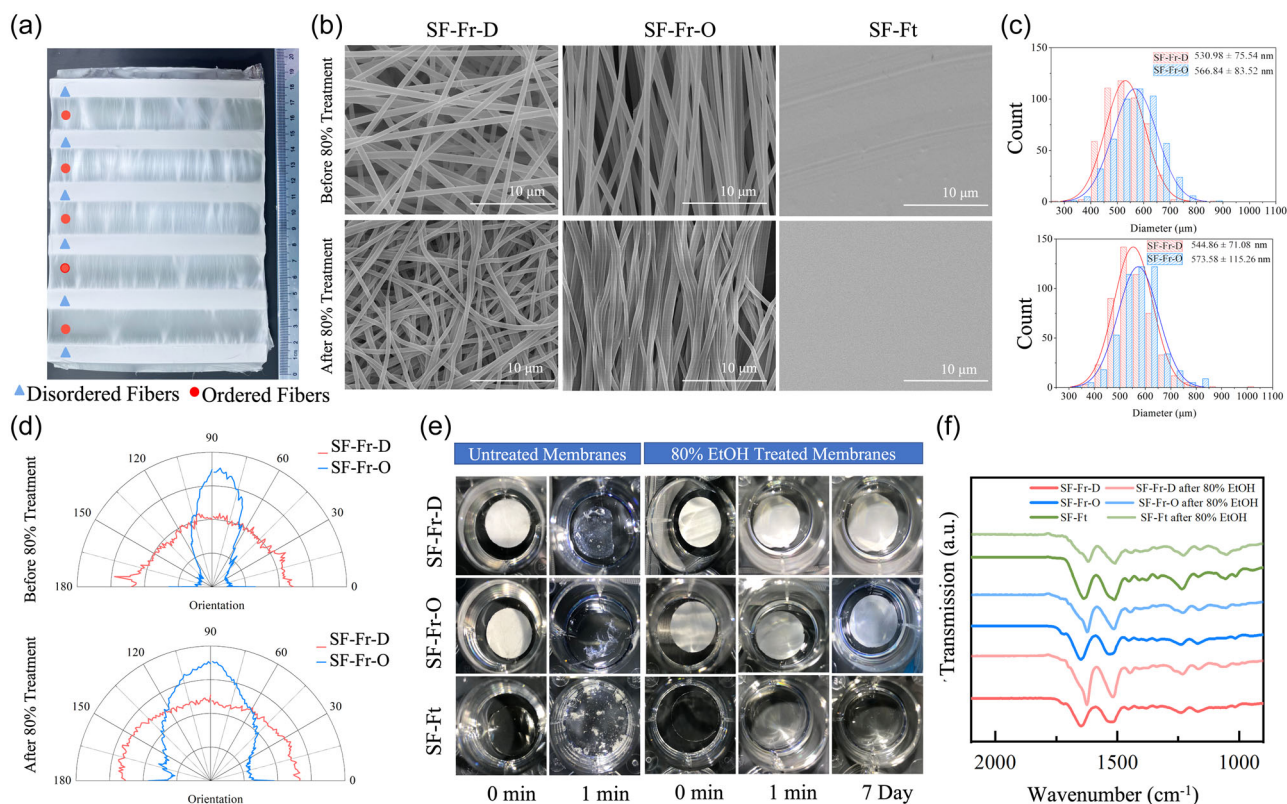 (a)
Disordered Fibers
Ordered Fibers
(b)
SF-Fr-D
SF-Fr-O
SF-Ft
Before 80% Treatment
10 μm
10 μm
10 μm
After 80% Treatment
10 μm
10 μm
10 μm
(c)
150
100
50
0
Count
SF-Fr-D 530.98 ± 75.54 nm
SF-Fr-O 566.84 ± 83.52 nm
300 400 500 600 700 800 900 1000 1100
Diameter (μm)
150
100
50
0
Count
SF-Fr-D 544.86 ± 71.08 nm
SF-Fr-O 573.58 ± 115.26 nm
300 400 500 600 700 800 900 1000 1100
Diameter (μm)
(d)
Before 80% Treatment
90
60
30
0
150
180
SF-Fr-D
SF-Fr-O
Orientation
After 80% Treatment
90
60
30
0
150
180
SF-Fr-D
SF-Fr-O
Orientation
(e)
Untreated Membranes
80% EtOH Treated Membranes
SF-Fr-D
SF-Fr-O
SF-Ft
0 min
1 min
0 min
1 min
7 Day
(f)
Transmission (a.u.)
SF-Fr-D SF-Fr-D after 80% EtOH
SF-Fr-O SF-Fr-O after 80% EtOH
SF-Ft SF-Ft after 80% EtOH
2000 1500 1000
Wavenumber (cm⁻¹)